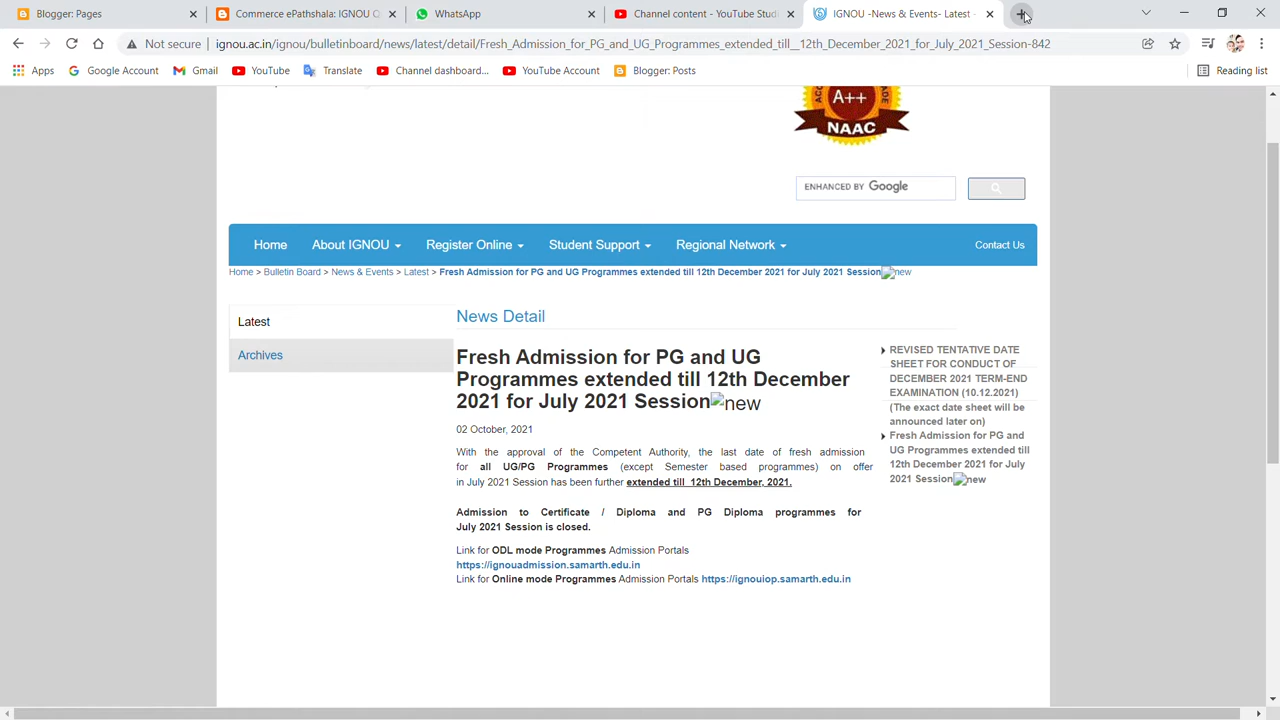 Blogger: Pages
Commerce ePathshala: IGNOU
WhatsApp
Channel content - YouTube Stud
IGNOU -News & Events- Latest -
Not secure
ignou.ac.in/ignou/bulletinboard/news/latest/detail/Fresh_Admission_for_PG_and_UG_Programmes_extended_till__12th_December_2021_for_July_2021_Session-842
Apps
Google Account
Gmail
YouTube
Translate
Channel dashboard...
YouTube Account
Blogger: Posts
Reading list
A++
NAAC
ENHANCED BY Google
Home
About IGNOU
Register Online
Student Support
Regional Network
Contact Us
Home > Bulletin Board > News & Events > Latest > Fresh Admission for PG and UG Programmes extended till 12th December 2021 for July 2021 Session new
Latest
Archives
News Detail
Fresh Admission for PG and UG
Programmes extended till 12th December
2021 for July 2021 Session new
02 October, 2021
With the approval of the Competent Authority, the last date of fresh admission
for all UG/PG Programmes (except Semester based programmes) on offer
in July 2021 Session has been further extended till 12th December, 2021.
Admission to Certificate / Diploma and PG Diploma programmes for
July 2021 Session is closed.
Link for ODL mode Programmes Admission Portals
https://ignouadmission.samarth.edu.in
Link for Online mode Programmes Admission Portals https://ignouiop.samarth.edu.in
REVISED TENTATIVE DATE
SHEET FOR CONDUCT OF
DECEMBER 2021 TERM-END
EXAMINATION (10.12.2021)
(The exact date sheet will be
announced later on)
Fresh Admission for PG and
UG Programmes extended till
12th December 2021 for July
2021 Session new